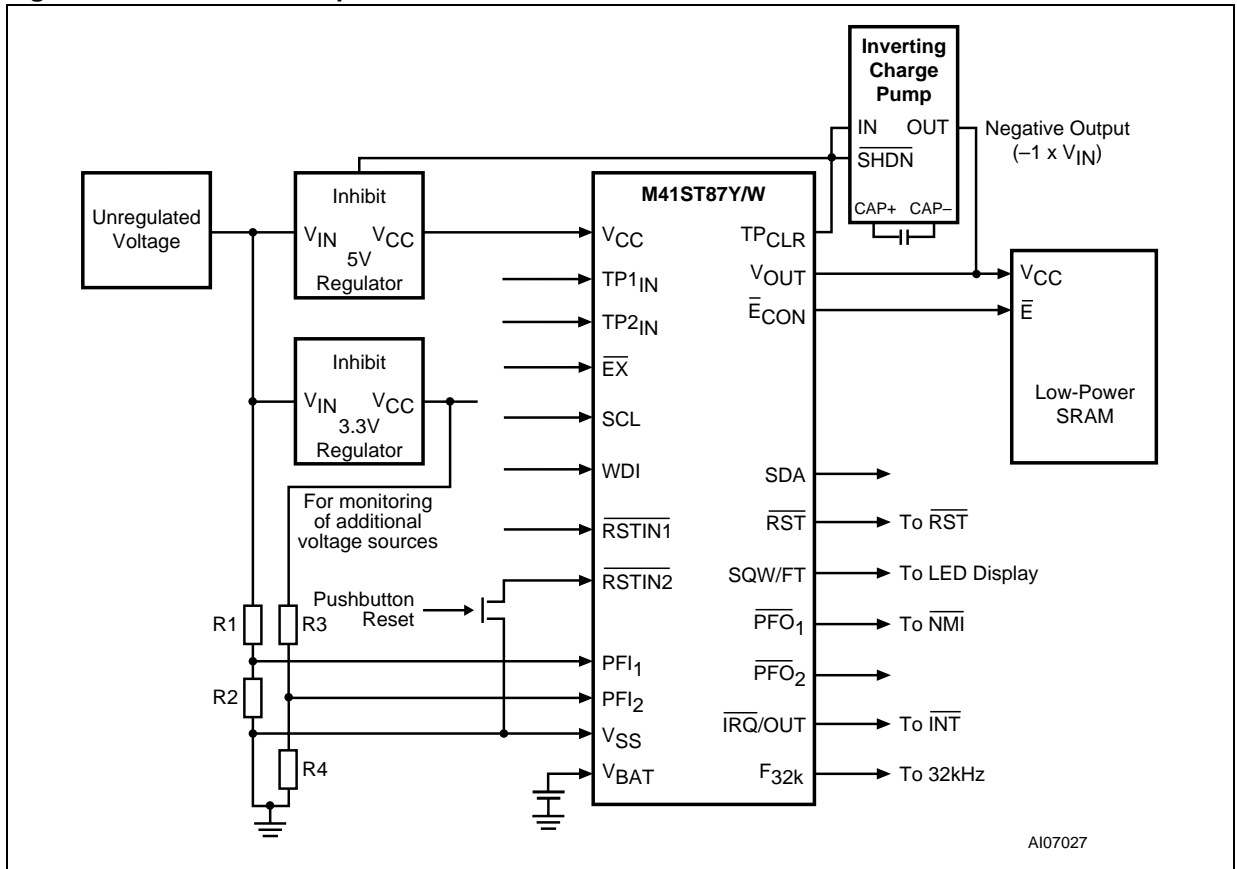 Inverting
Charge
Pump
IN OUT
SHDN
CAP+ CAP–
Negative Output
(–1 x VIN)
Unregulated
Voltage
Inhibit
VIN VCC
5V
Regulator
Inhibit
VIN VCC
3.3V
Regulator
For monitoring
of additional
voltage sources
Pushbutton
Reset
R1
R3
R2
R4
M41ST87Y/W
VCC
TP1IN
TP2IN
EX
SCL
WDI
RSTIN1
RSTIN2
PFI1
PFI2
VSS
VBAT
TPCLR
VOUT
ECON
SDA
RST
SQW/FT
PFO1
PFO2
IRQ/OUT
F32k
To RST
To LED Display
To NMI
To INT
To 32kHz
VCC
E
Low-Power
SRAM
AI07027